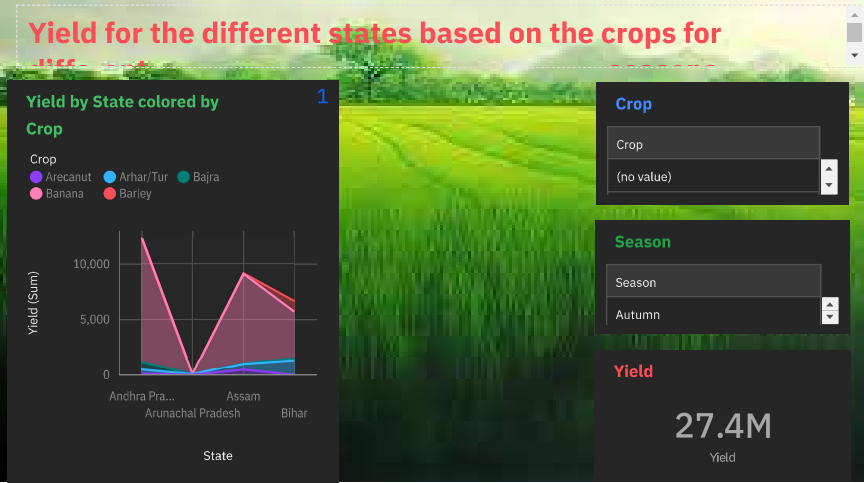 Yield for the different states based on the crops for
Yield by State colored by
Crop
1
Crop
Arecanut Arhar/Tur Bajra
Banana Barley
Yield (Sum)
10,000
5,000
0
Andhra Pra... Assam
Arunachal Pradesh Bihar
State
Crop
Crop
(no value)
Season
Season
Autumn
Yield
27.4M
Yield